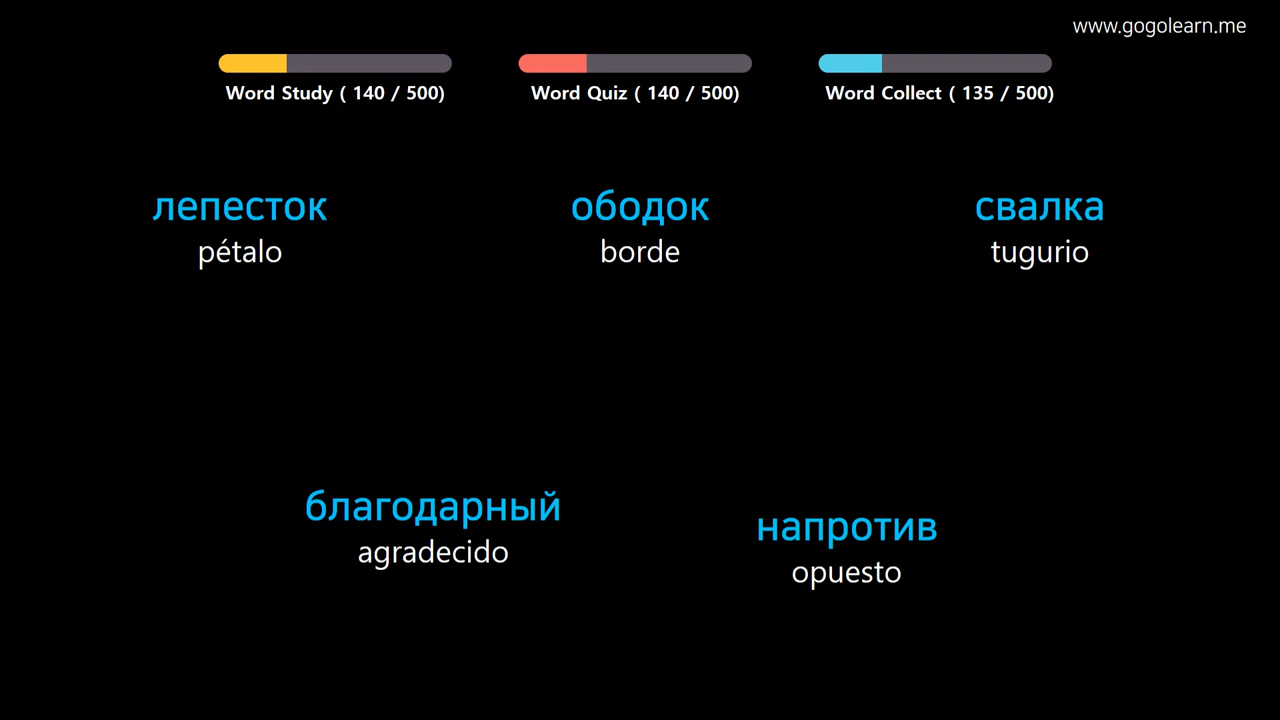 www.gogolearn.me
Word Study ( 140 / 500)
Word Quiz ( 140 / 500)
Word Collect ( 135 / 500)
лепесток
pétalo
ободок
borde
свалка
tugurio
благодарный
agradecido
напротив
opuesto